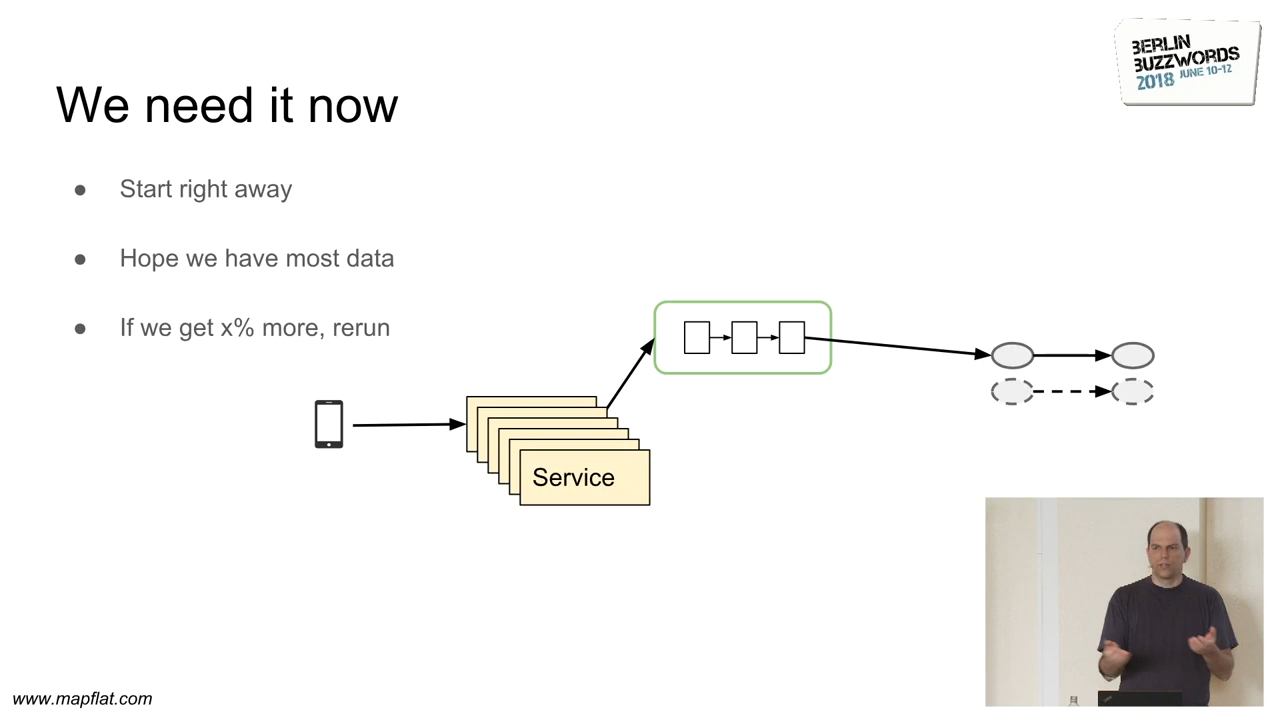 BERLIN
BUZZWORDS
2018 JUNE 10-12
We need it now
● Start right away
● Hope we have most data
● If we get x% more, rerun
Service
www.mapflat.com